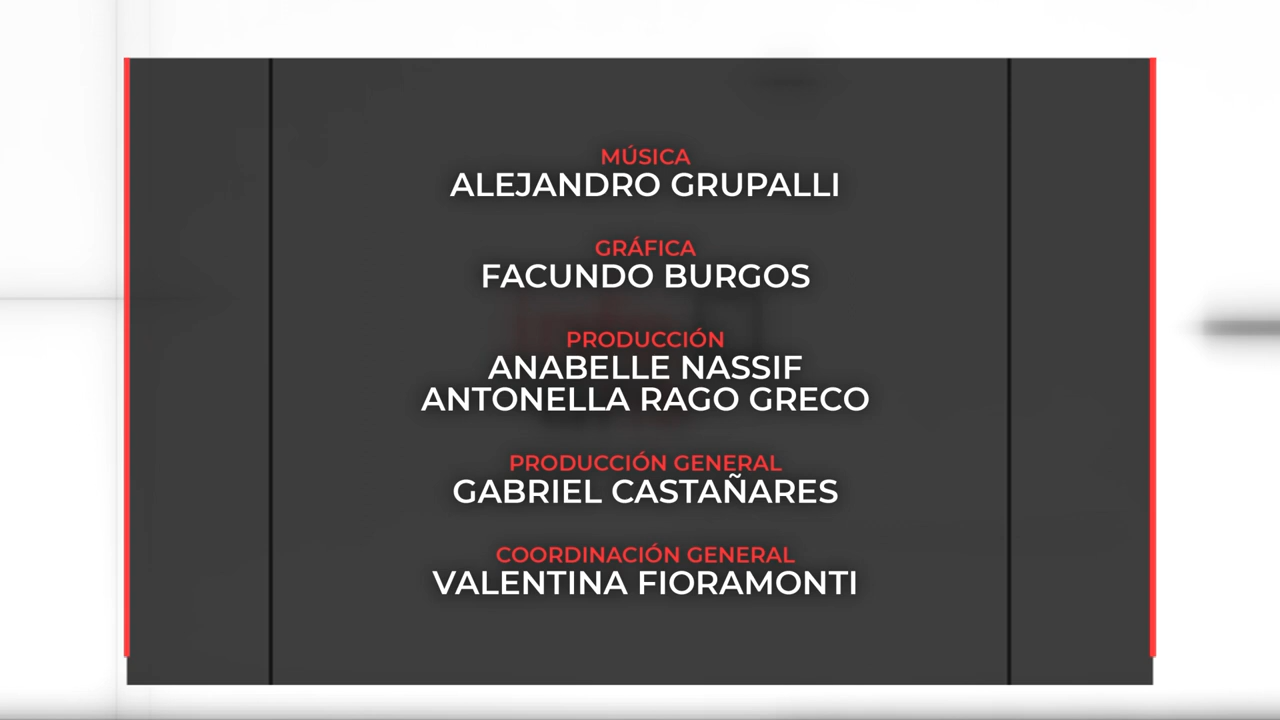 MÚSICA
ALEJANDRO GRUPALLI
GRÁFICA
FACUNDO BURGOS
PRODUCCIÓN
ANABELLE NASSIF
ANTONELLA RAGO GRECO
PRODUCCIÓN GENERAL
GABRIEL CASTAÑARES
COORDINACIÓN GENERAL
VALENTINA FIORAMONTI